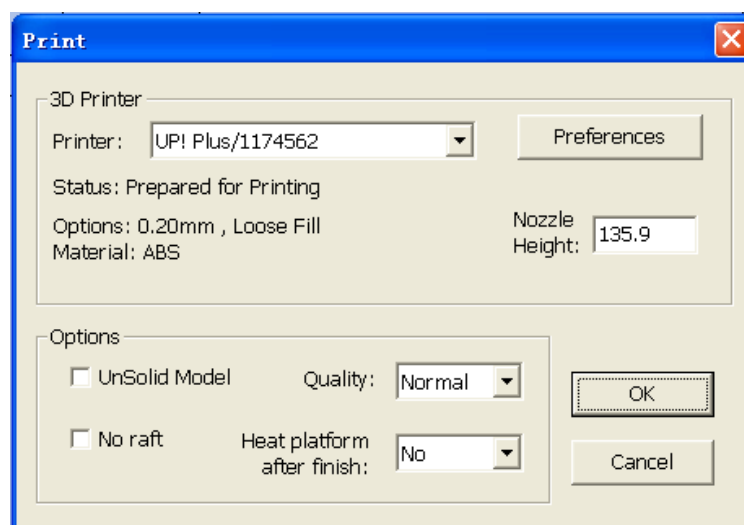 Print
3D Printer
Printer: UP! Plus/1174562
Preferences
Status: Prepared for Printing
Options: 0.20mm , Loose Fill
Material: ABS
Nozzle
Height: 135.9
Options
UnSolid Model
Quality: Normal
OK
No raft
Heat platform
after finish: No
Cancel